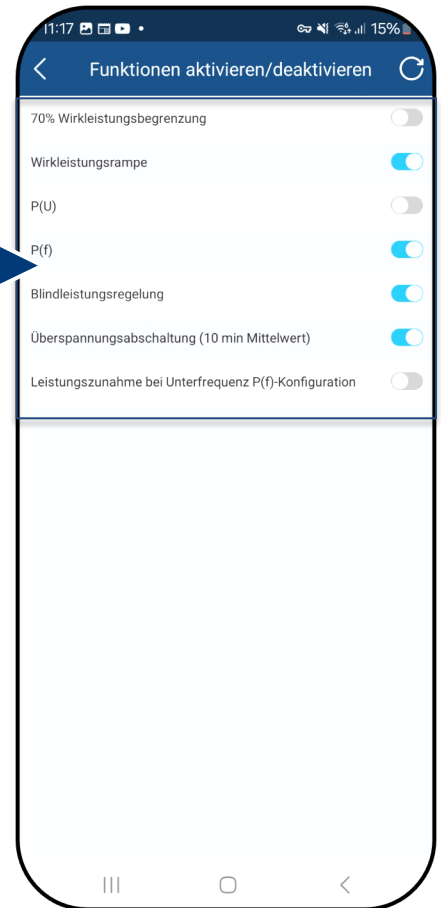 11:17
15%
Funktionen aktivieren/deaktivieren
70% Wirkleistungsbegrenzung
Wirkleistungsrampe
P(U)
P(f)
Blindleistungsregelung
Überspannungsabschaltung (10 min Mittelwert)
Leistungszunahme bei Unterfrequenz P(f)-Konfiguration